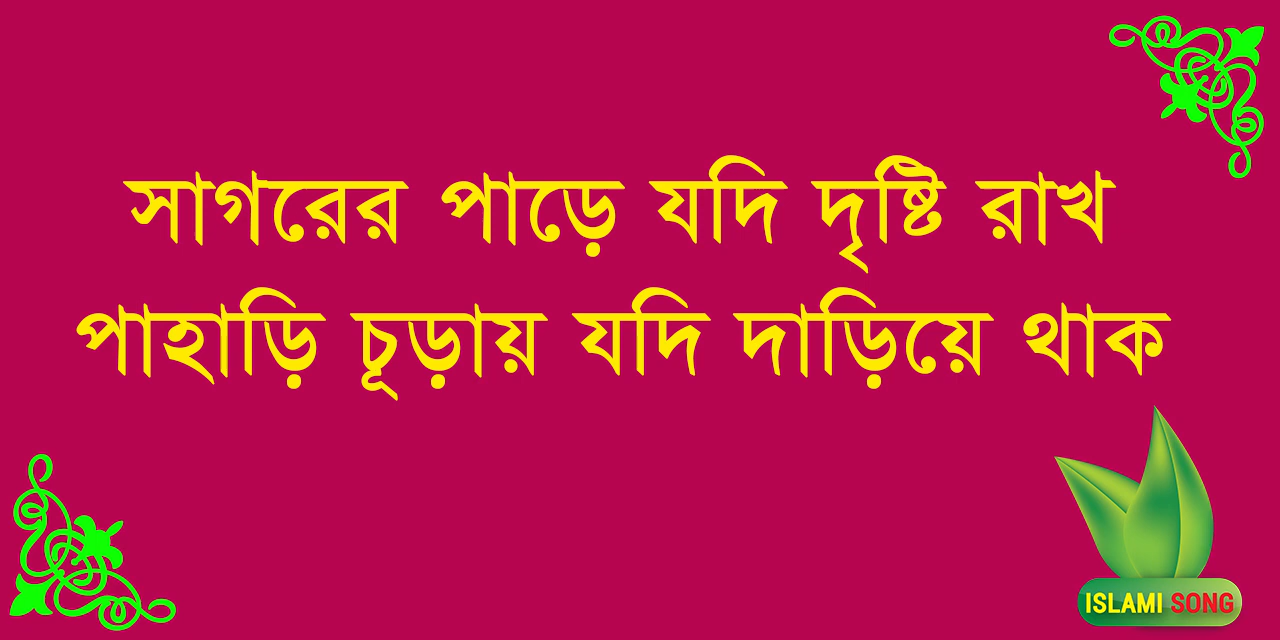 সাগরের পাড়ে যদি দৃষ্টি রাখ
পাহাড়ি চূড়ায় যদি দাড়িয়ে থাক
ISLAMI SONG